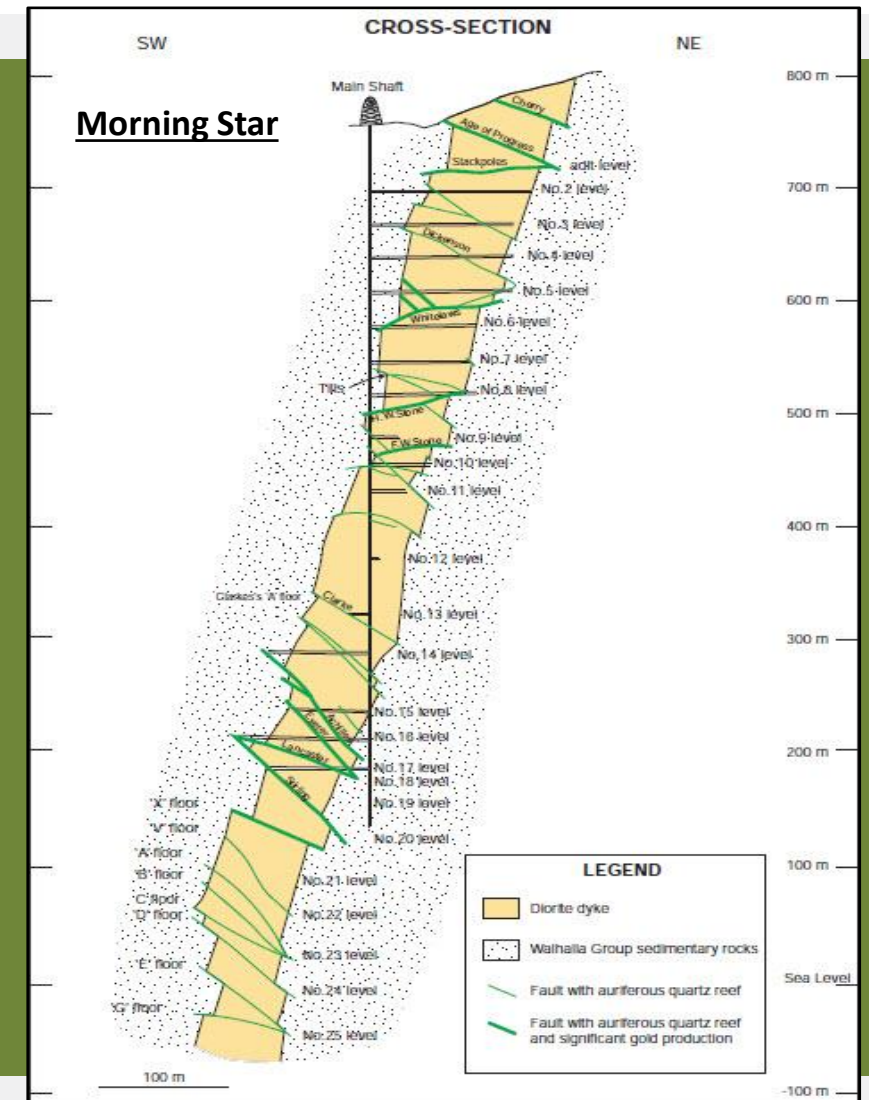 CROSS-SECTION
SW
NE
Morning Star
Main Shaft
800 m
Cherry
Age of Progress
Stackpoles
adit level
700 m
No.2 level
No.3 level
Dickenson
No.4 level
No.5 level
600 m
Whitelaws
No.6 level
No.7 level
No.8 level
500 m
H.W.Stone
F.W.Stone
No.9 level
No.10 level
No.11 level
400 m
No.12 level
'A' floor
Clarke
No.13 level
300 m
No.14 level
No.15 level
No.16 level
200 m
No.17 level
No.18 level
Stirling
No.19 level
'X' floor
'V' floor
No.20 level
'A' floor
100 m
'B' floor
No.21 level
'C' floor
'D' floor
No.22 level
No.23 level
'E' floor
Sea Level
No.24 level
'G' floor
No.25 level
100 m
-100 m
LEGEND
Diorite dyke
Walhalla Group sedimentary rocks
Fault with auriferous quartz reef
Fault with auriferous quartz reef
and significant gold production